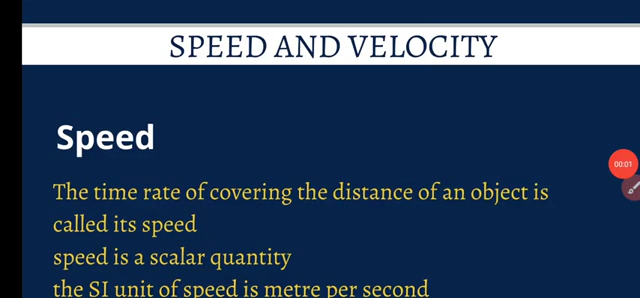 SPEED AND VELOCITY
Speed
The time rate of covering the distance of an object is
called its speed
speed is a scalar quantity
the SI unit of speed is metre per second
00:01